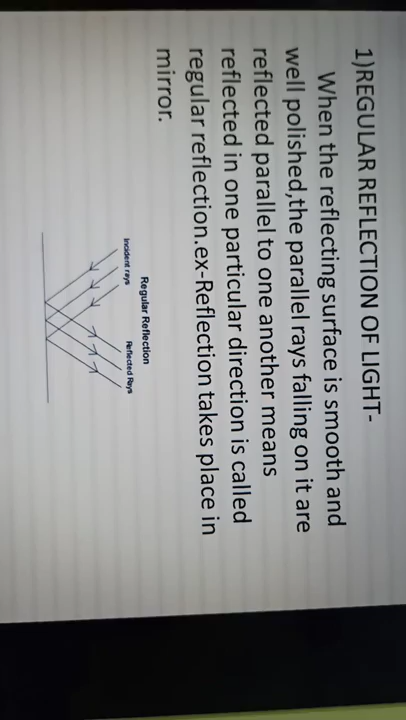 1)REGULAR REFLECTION OF LIGHT-
When the reflecting surface is smooth and
well polished,the parallel rays falling on it are
reflected parallel to one another means
reflected in one particular direction is called
regular reflection.ex-Reflection takes place in
mirror.
Regular Reflection
Incident rays
Reflected Rays